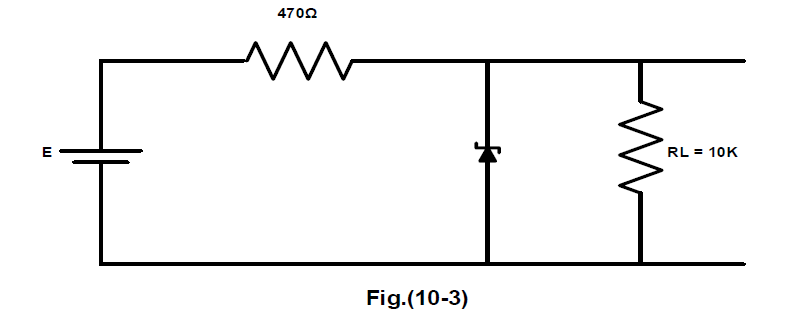 470Ω
E
RL = 10K
Fig.(10-3)